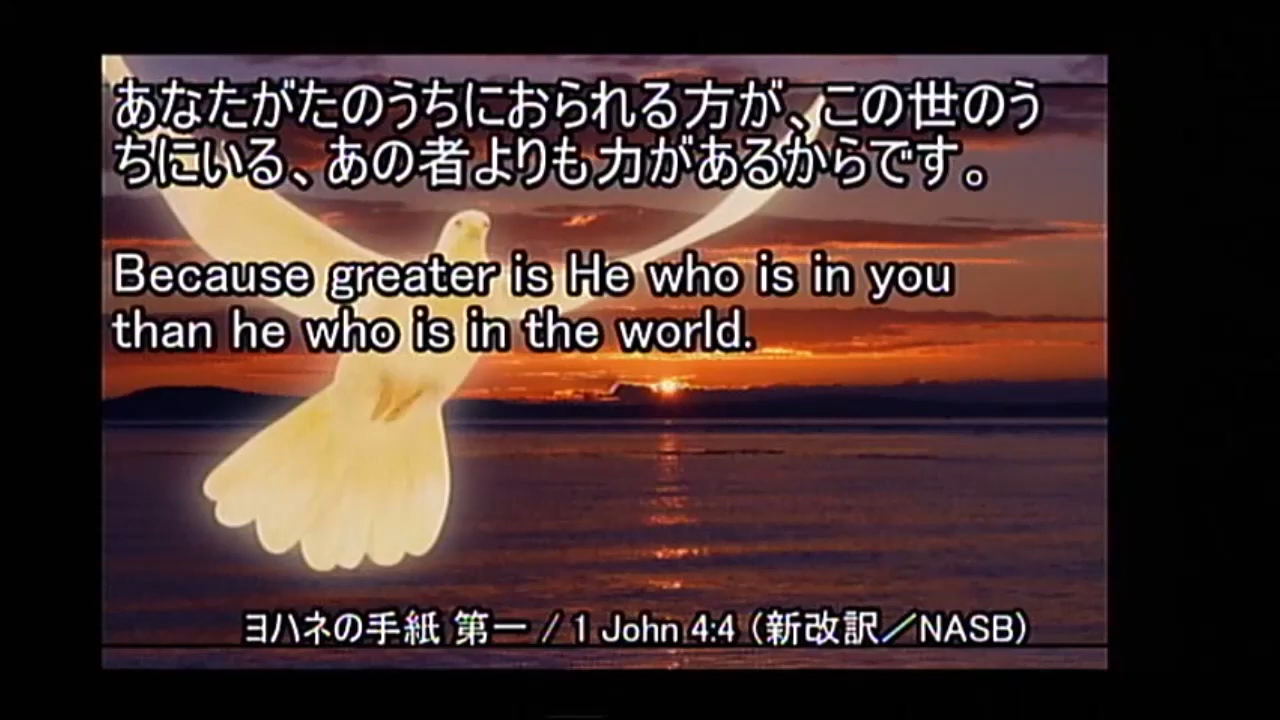 あなたがたのうちにおられる方が、この世のう
ちにいる、あの者よりも力があるからです。
Because greater is He who is in you
than he who is in the world.
ヨハネの手紙 第一 / 1 John 4:4 (新改訳／NASB)